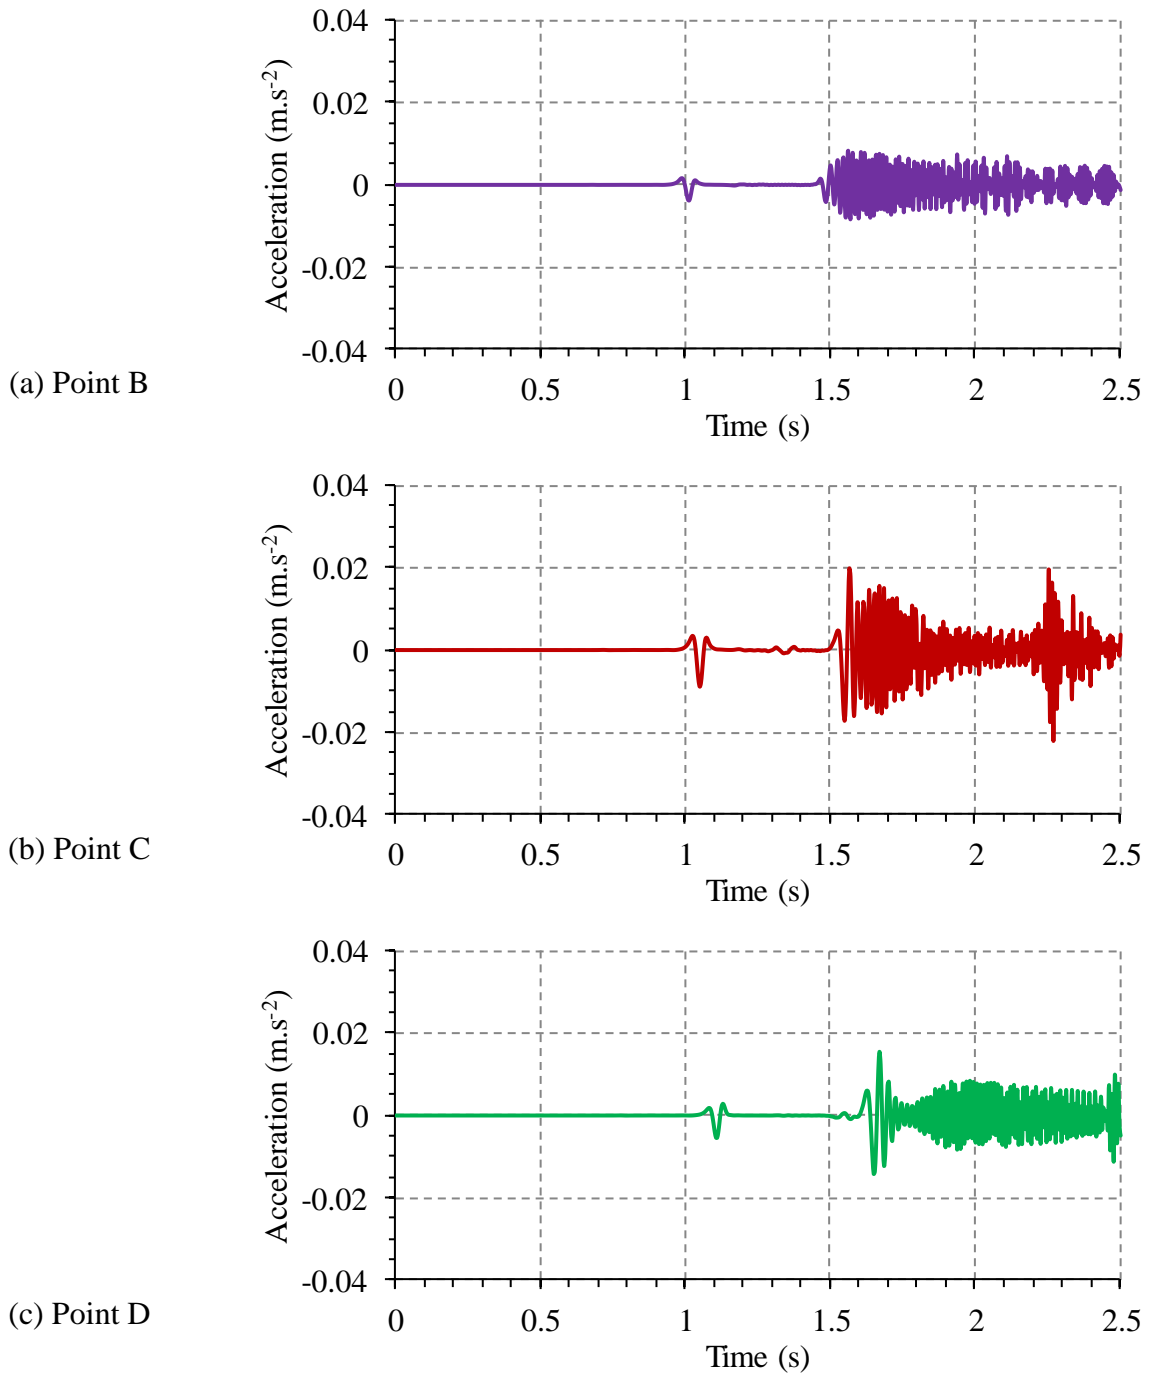 0.04
0.02
0
-0.02
-0.04
Acceleration (m.s-2)
0 0.5 1 1.5 2 2.5
Time (s)
(a) Point B
0.04
0.02
0
-0.02
-0.04
Acceleration (m.s-2)
0 0.5 1 1.5 2 2.5
Time (s)
(b) Point C
0.04
0.02
0
-0.02
-0.04
Acceleration (m.s-2)
0 0.5 1 1.5 2 2.5
Time (s)
(c) Point D